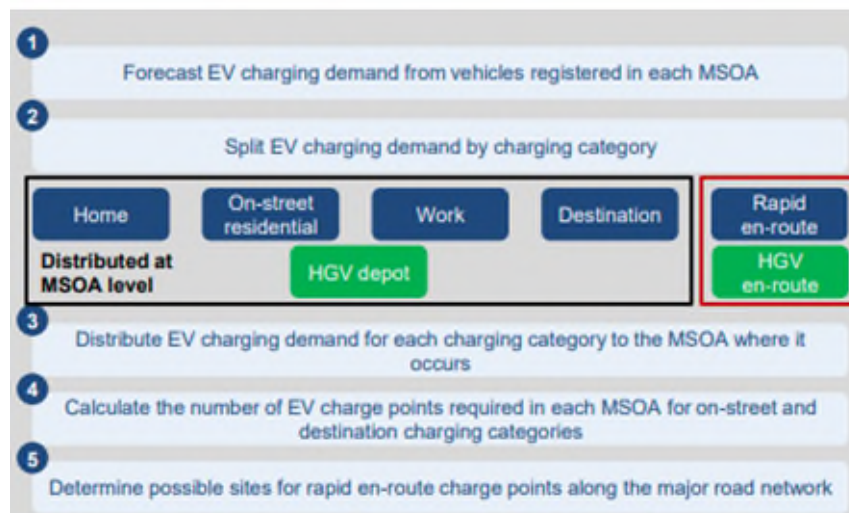 1
Forecast EV charging demand from vehicles registered in each MSOA
2
Split EV charging demand by charging category
Home
On-street
residential
Work
Destination
Rapid
en-route
Distributed at
MSOA level
HGV depot
HGV
en-route
3
Distribute EV charging demand for each charging category to the MSOA where it
occurs
4
Calculate the number of EV charge points required in each MSOA for on-street and
destination charging categories
5
Determine possible sites for rapid en-route charge points along the major road network